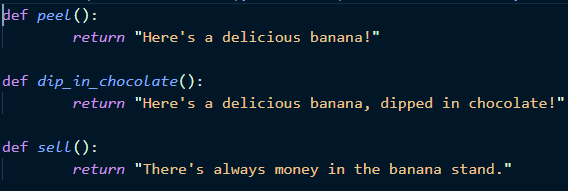 def peel():
return "Here's a delicious banana!"
def dip_in_chocolate():
return "Here's a delicious banana, dipped in chocolate!"
def sell():
return "There's always money in the banana stand."